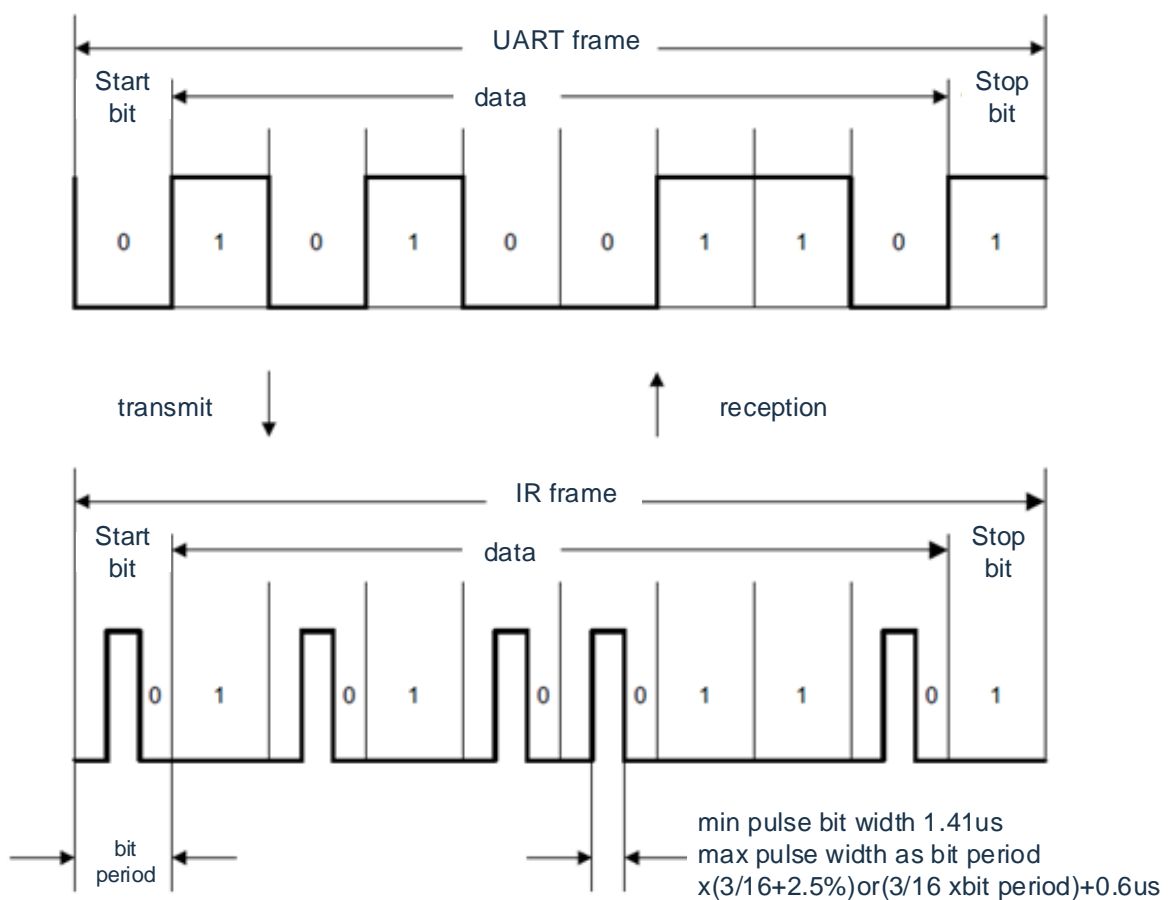 UART frame
Start
bit
data
Stop
bit
0 1 0 1 0 0 1 1 0 1
transmit
reception
IR frame
Start
bit
data
Stop
bit
0 1 0 1 0 0 1 1 0 1
bit
period
min pulse bit width 1.41us
max pulse width as bit period
x(3/16+2.5%)or(3/16 xbit period)+0.6us